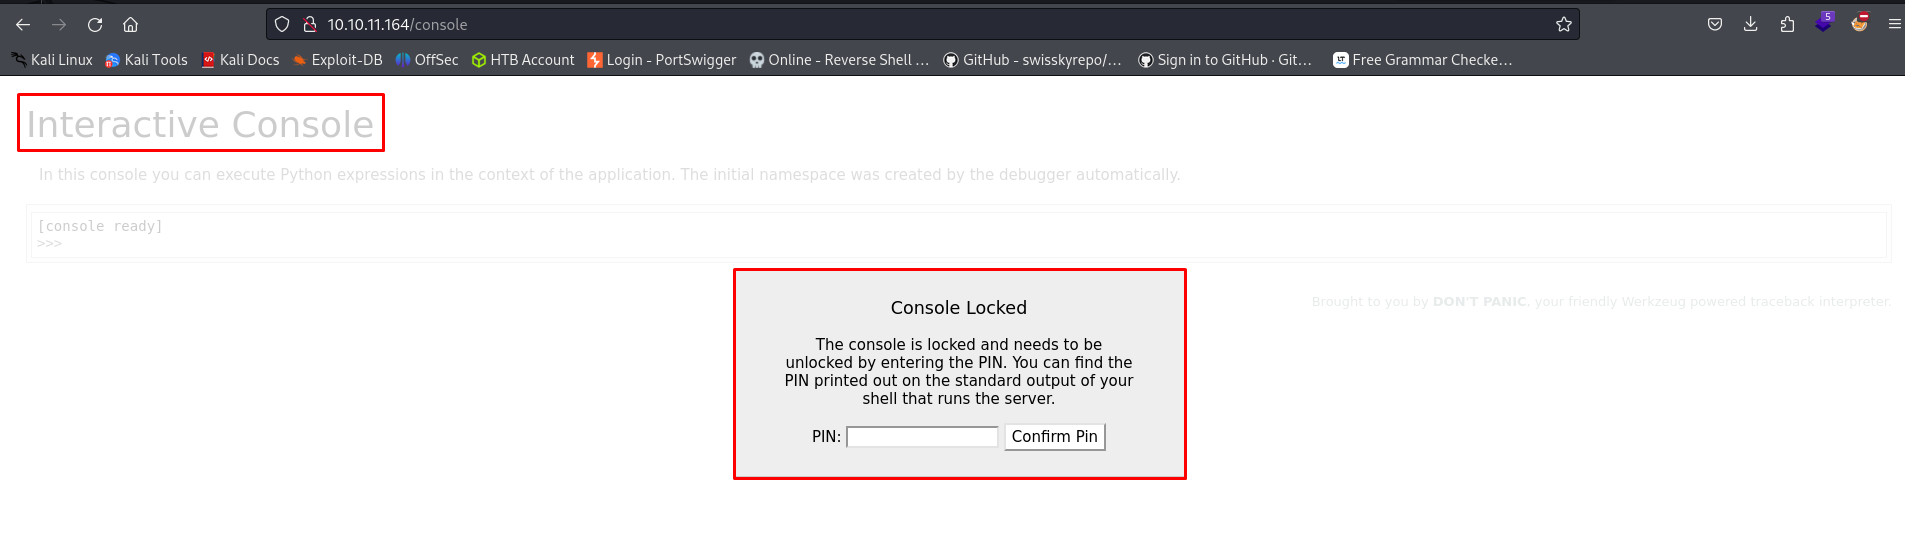 10.10.11.164/console
5
Kali Linux Kali Tools Kali Docs Exploit-DB OffSec HTB Account Login - PortSwigger Online - Reverse Shell … GitHub - swisskyrepo/… Sign in to GitHub · Git… LT Free Grammar Checke…
Interactive Console
In this console you can execute Python expressions in the context of the application. The initial namespace was created by the debugger automatically.
[console ready]
>>>
Console Locked
The console is locked and needs to be
unlocked by entering the PIN. You can find the
PIN printed out on the standard output of your
shell that runs the server.
PIN: Confirm Pin
Brought to you by DON'T PANIC, your friendly Werkzeug powered traceback interpreter.